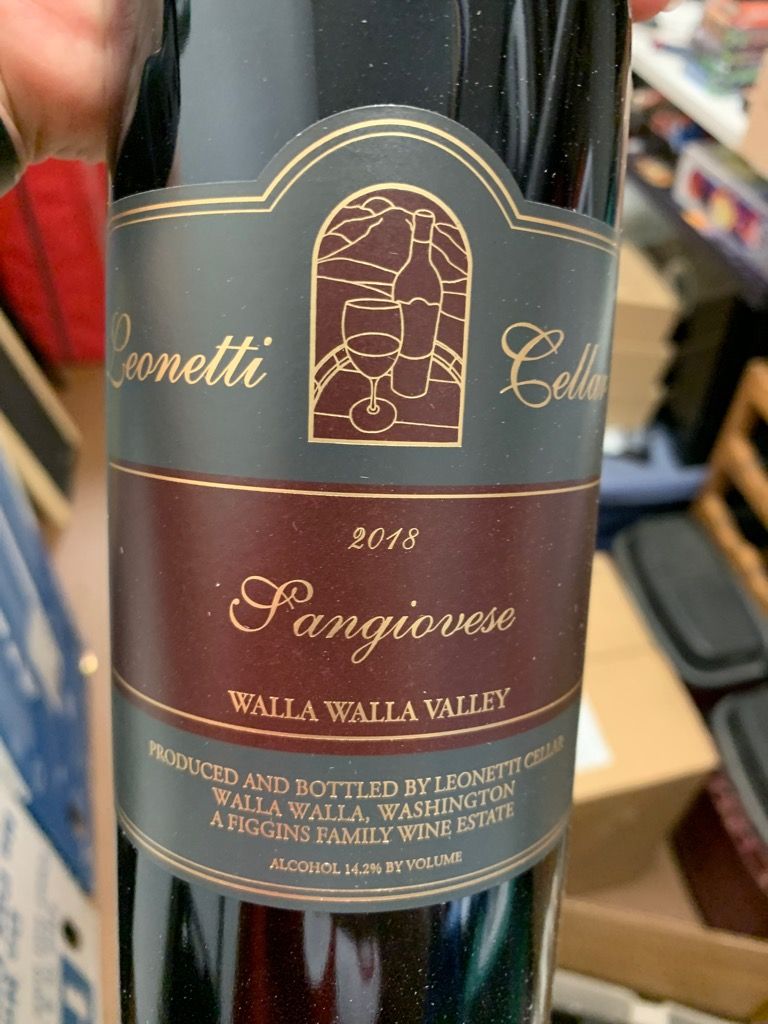 Leonetti Cellar
2018
Sangiovese
WALLA WALLA VALLEY
PRODUCED AND BOTTLED BY LEONETTI CELLAR
WALLA WALLA, WASHINGTON
A FIGGINS FAMILY WINE ESTATE
ALCOHOL 14.2% BY VOLUME